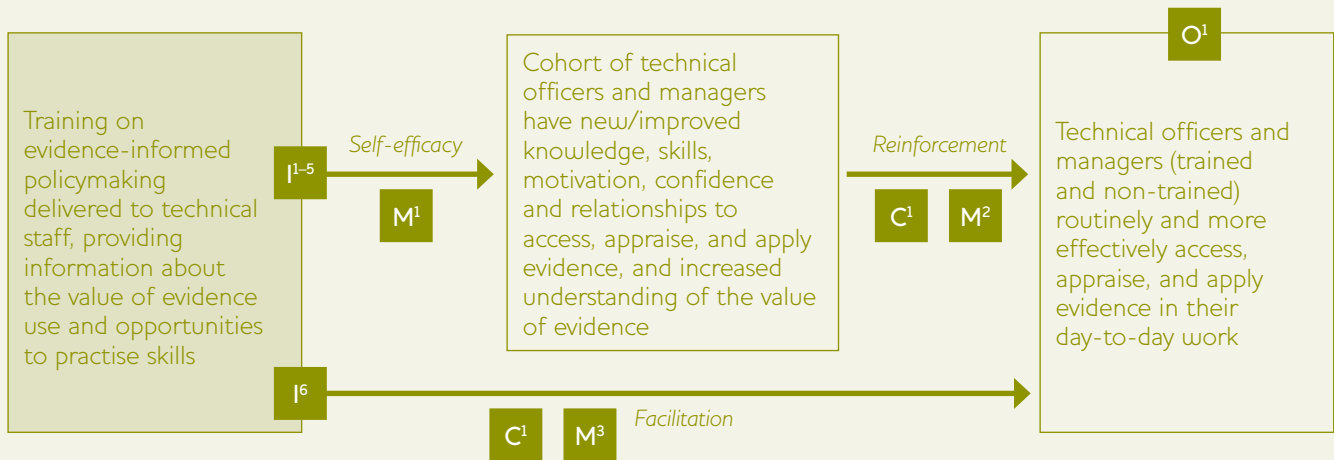 Training on
evidence-informed
policymaking
delivered to technical
staff, providing
information about
the value of evidence
use and opportunities
to practise skills
I¹⁻⁵
Self-efficacy
M¹
Cohort of technical
officers and managers
have new/improved
knowledge, skills,
motivation, confidence
and relationships to
access, appraise, and apply
evidence, and increased
understanding of the value
of evidence
Reinforcement
C¹ M²
O¹
Technical officers and
managers (trained
and non-trained)
routinely and more
effectively access,
appraise, and apply
evidence in their
day-to-day work
I⁶
Facilitation
C¹ M³